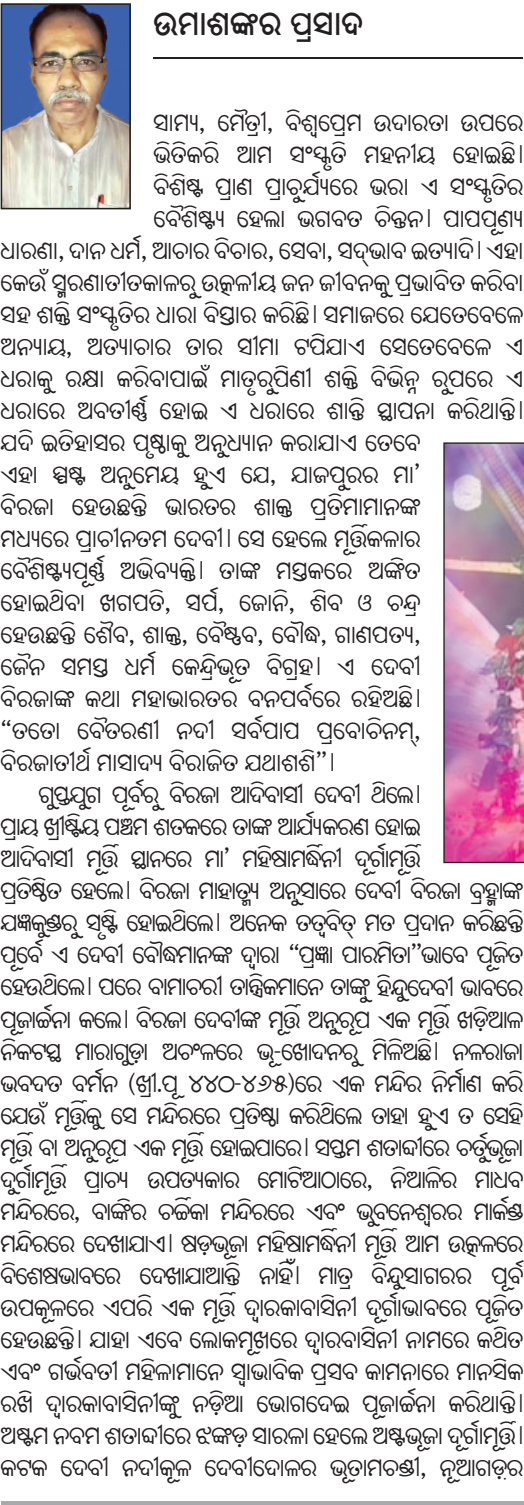 ଉମାଶଙ୍କର ପ୍ରସାଦ
ସାମ୍ୟ, ମୈତ୍ରୀ, ବିଶ୍ୱପ୍ରେମ ଉଦାରତା ଉପରେ
ଭିତିକରି ଆମ ସଂସ୍କୃତି ମହନୀୟ ହୋଇଛି।
ବିଶିଷ୍ଟ ପ୍ରାଣ ପ୍ରାଚୁର୍ଯ୍ୟରେ ଭରା ଏ ସଂସ୍କୃତିର
ବୈଶିଷ୍ଟ୍ୟ ହେଲା ଭଗବତ ଚିନ୍ତନ। ପାପପୂଣ୍ୟ
ଧାରଣା, ଦାନ ଧର୍ମ, ଆଚାର ବିଚାର, ସେବା, ସଦ୍‌ଭାବ ଇତ୍ୟାଦି। ଏହା
କେଉଁ ସ୍ମରଣାତୀତକାଳରୁ ଉତ୍କଳୀୟ ଜନ ଜୀବନକୁ ପ୍ରଭାବିତ କରିବା
ସହ ଶକ୍ତି ସଂସ୍କୃତିର ଧାରା ବିସ୍ତାର କରିଛି। ସମାଜରେ ଯେତେବେଳେ
ଅନ୍ୟାୟ, ଅତ୍ୟାଚାର ତାର ସୀମା ଟପିଯାଏ ସେତେବେଳେ ଏ
ଧରାକୁ ରକ୍ଷା କରିବାପାଇଁ ମାତୃରୁପିଣୀ ଶକ୍ତି ବିଭିନ୍ନ ରୁପରେ ଏ
ଧରାରେ ଅବତୀର୍ଣ୍ଣ ହୋଇ ଏ ଧରାରେ ଶାନ୍ତି ସ୍ଥାପନା କରିଥାନ୍ତି।
ଯଦି ଇତିହାସର ପୃଷ୍ଠାକୁ ଅନୁଧ୍ୟାନ କରାଯାଏ ତେବେ
ଏହା ସ୍ପଷ୍ଟ ଅନୁମେୟ ହୁଏ ଯେ, ଯାଜପୁରର ମା’
ବିରଜା ହେଉଛନ୍ତି ଭାରତର ଶାକ୍ତ ପ୍ରତିମାମାନଙ୍କ
ମଧ୍ୟରେ ପ୍ରାଚୀନତମ ଦେବୀ। ସେ ହେଲେ ମୂର୍ତ୍ତିକଳାର
ବୈଶିଷ୍ଟ୍ୟପୂର୍ଣ୍ଣ ଅଭିବ୍ୟକ୍ତି। ତାଙ୍କ ମସ୍ତକରେ ଅଙ୍କିତ
ହୋଇଥିବା ଖଗପତି, ସର୍ପ, ଜୋନି, ଶିବ ଓ ଚନ୍ଦ୍ର
ହେଉଛନ୍ତି ଶୈବ, ଶାକ୍ତ, ବୈଷ୍ଣବ, ବୌଦ୍ଧ, ଗାଣପତ୍ୟ,
ଜୈନ ସମସ୍ତ ଧର୍ମ କେନ୍ଦ୍ରିଭୂତ ବିଗ୍ରହ। ଏ ଦେବୀ
ବିରଜାଙ୍କ କଥା ମହାଭାରତର ବନପର୍ବରେ ରହିଅଛି।
“ତତୋ ବୈତରଣୀ ନଦୀ ସର୍ବପାପ ପ୍ରବୋଚିନମ୍,
ବିରଜାତୀର୍ଥ ମାସାଦ୍ୟ ବିରାଜିତ ଯଥାଶଶି”।
ଗୁପ୍ତଯୁଗ ପୂର୍ବରୁ ବିରଜା ଆଦିବାସୀ ଦେବୀ ଥିଲେ।
ପ୍ରାୟ ଖ୍ରୀଷ୍ଟିୟ ପଞ୍ଚମ ଶତକରେ ତାଙ୍କ ଆର୍ଯ୍ୟକରଣ ହୋଇ
ଆଦିବାସୀ ମୂର୍ତ୍ତି ସ୍ଥାନରେ ମା’ ମହିଷାମର୍ଦ୍ଧିନୀ ଦୂର୍ଗାମୂର୍ତ୍ତି
ପ୍ରତିଷ୍ଠିତ ହେଲେ। ବିରଜା ମାହାତ୍ମ୍ୟ ଅନୁସାରେ ଦେବୀ ବିରଜା ବ୍ରହ୍ମାଙ୍କ
ଯଜ୍ଞକୁଣ୍ଡରୁ ସୃଷ୍ଟି ହୋଇଥିଲେ। ଅନେକ ତତ୍ୱବିତ୍ ମତ ପ୍ରଦାନ କରିଛନ୍ତି
ପୂର୍ବେ ଏ ଦେବୀ ବୌଦ୍ଧମାନଙ୍କ ଦ୍ୱାରା “ପ୍ରଜ୍ଞା ପାରମିତା”ଭାବେ ପୂଜିତ
ହେଉଥିଲେ। ପରେ ବାମାଚରୀ ତାନ୍ତ୍ରିକମାନେ ତାଙ୍କୁ ହିନ୍ଦୁଦେବୀ ଭାବରେ
ପୂଜାର୍ଚ୍ଚନା କଲେ। ବିରଜା ଦେବୀଙ୍କ ମୂର୍ତ୍ତି ଅନୁରୂପ ଏକ ମୂର୍ତ୍ତି ଖଡ଼ିଆଳ
ନିକଟସ୍ଥ ମାରାଗୁଡ଼ା ଅଚଂଳରେ ଭୂ-ଖୋଦନରୁ ମିଳିଅଛି। ନଳରାଜା
ଭବଦତ ବର୍ମନ (ଖ୍ରୀ.ପୂ ୪୪୦-୪୬୫)ରେ ଏକ ମନ୍ଦିର ନିର୍ମାଣ କରି
ଯେଉଁ ମୂର୍ତ୍ତିକୁ ସେ ମନ୍ଦିରରେ ପ୍ରତିଷ୍ଠା କରିଥିଲେ ତାହା ହୁଏ ତ ସେହି
ମୂର୍ତ୍ତି ବା ଅନୁରୂପ ଏକ ମୂର୍ତ୍ତି ହୋଇପାରେ। ସପ୍ତମ ଶତାବ୍ଦୀରେ ଚର୍ତୁଭୂଜା
ଦୁର୍ଗାମୂର୍ତ୍ତି ପ୍ରାଚ୍ୟ ଉପତ୍ୟକାର ମୋଟିଆଠାରେ, ନିଆଳିର ମାଧବ
ମନ୍ଦିରରେ, ବାଙ୍କିର ଚର୍ଚ୍ଚିକା ମନ୍ଦିରରେ ଏବଂ ଭୁବନେଶ୍ୱରର ମାର୍କଣ୍ଡ
ମନ୍ଦିରରେ ଦେଖାଯାଏ। ଷଡ଼ଭୂଜା ମହିଷାମର୍ଦ୍ଧିନୀ ମୂର୍ତ୍ତି ଆମ ଉତ୍କଳରେ
ବିଶେଷଭାବରେ ଦେଖାଯାଆନ୍ତି ନାହିଁ। ମାତ୍ର ବିନ୍ଦୁସାଗରର ପୂର୍ବ
ଉପକୂଳରେ ଏପରି ଏକ ମୂର୍ତ୍ତି ଦ୍ୱାରକାବାସିନୀ ଦୂର୍ଗାଭାବରେ ପୂଜିତ
ହେଉଛନ୍ତି। ଯାହା ଏବେ ଲୋକମୁଖରେ ଦ୍ୱାରବାସିନୀ ନାମରେ କଥିତ
ଏବଂ ଗର୍ଭବତୀ ମହିଳାମାନେ ସ୍ୱାଭାବିକ ପ୍ରସବ କାମନାରେ ମାନସିକ
ରଖି ଦ୍ୱାରକାବାସିନୀଙ୍କୁ ନଡ଼ିଆ ଭୋଗଦେଇ ପୂଜାର୍ଚ୍ଚନା କରିଥାନ୍ତି।
ଅଷ୍ଟମ ନବମ ଶତାବ୍ଦୀରେ ଝଙ୍କଡ଼ ସାରଳା ହେଲେ ଅଷ୍ଟଭୂଜା ଦୂର୍ଗାମୂର୍ତ୍ତି।
କଟକ ଦେବୀ ନଦୀକୂଳ ଦେବୀଦୋଳର ଭୂତାମଚଣ୍ଡୀ, ନୂଆଗଡ଼ର